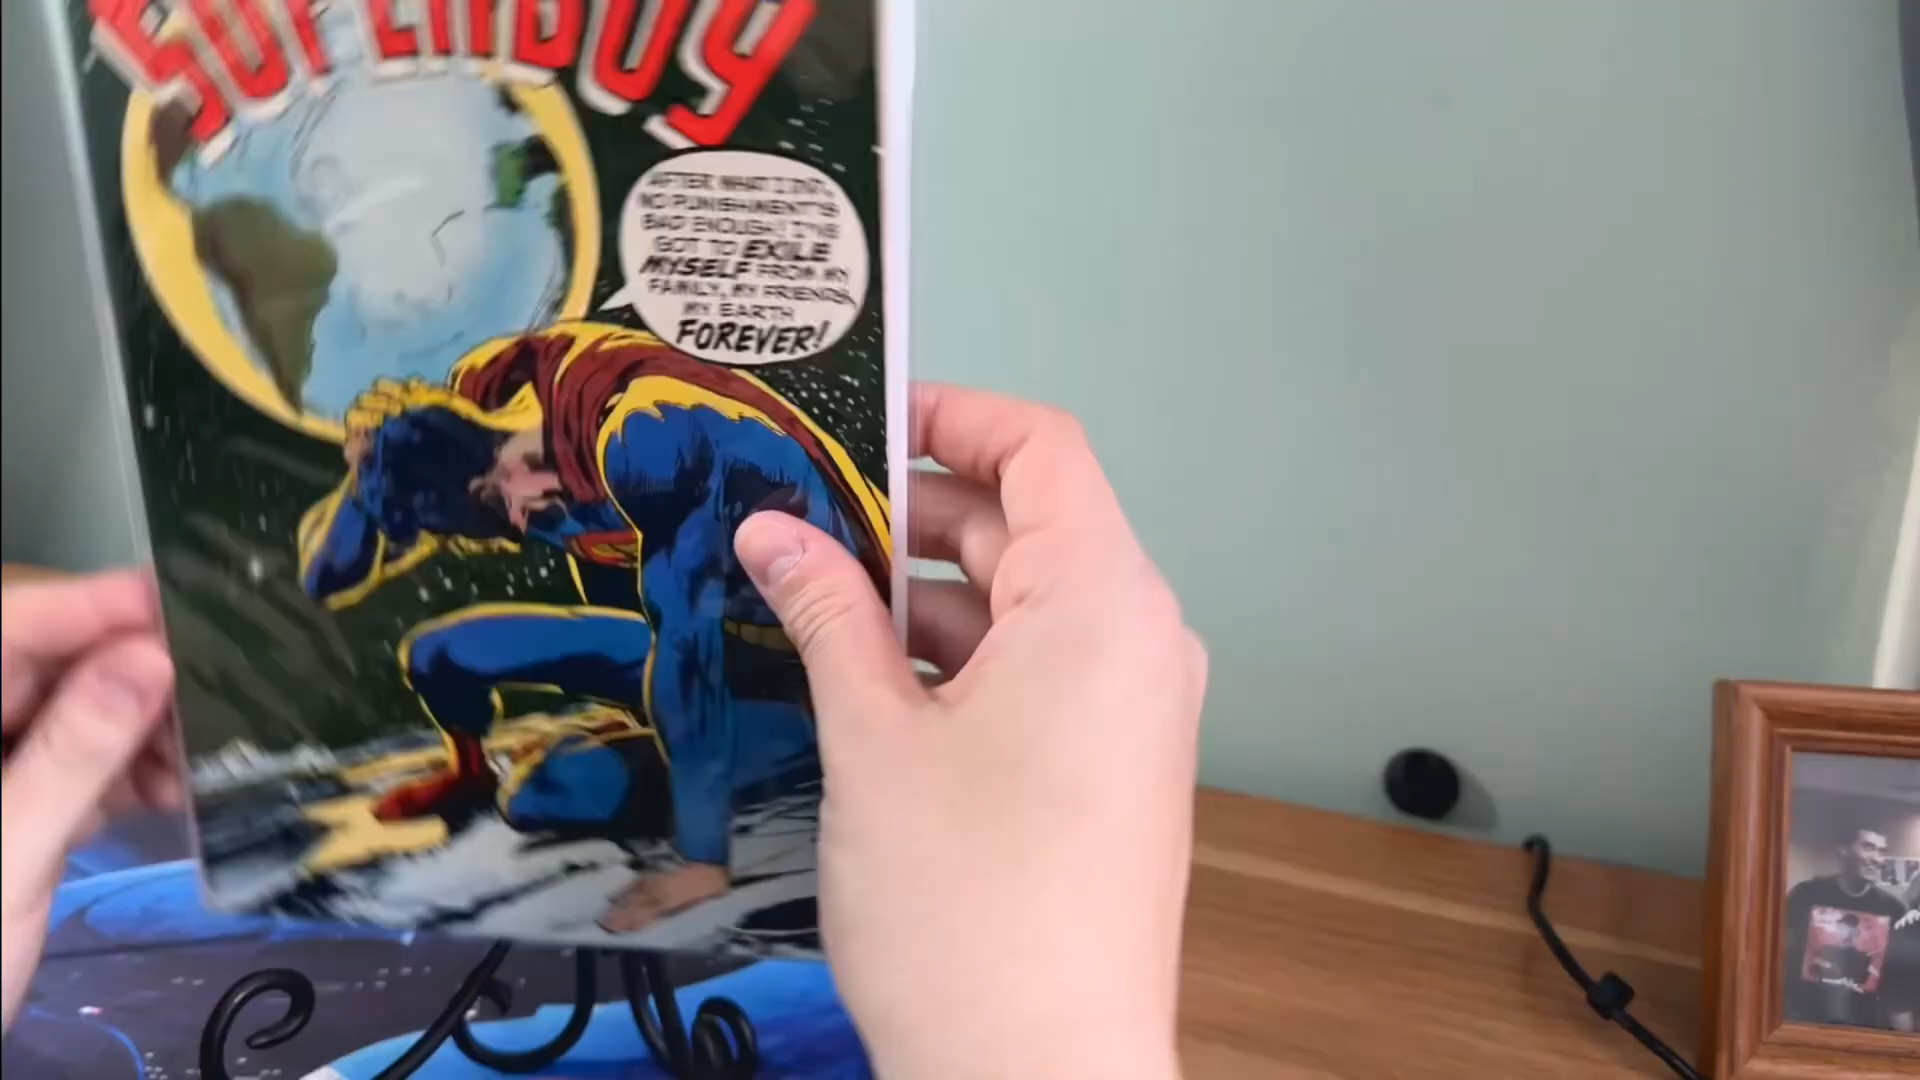 SUPERBOY
AFTER WHAT I DID,
NO PUNISHMENT'S
BAD ENOUGH! I'VE
GOT TO EXILE
MYSELF FROM MY
FAMILY, MY FRIENDS,
MY EARTH
FOREVER!